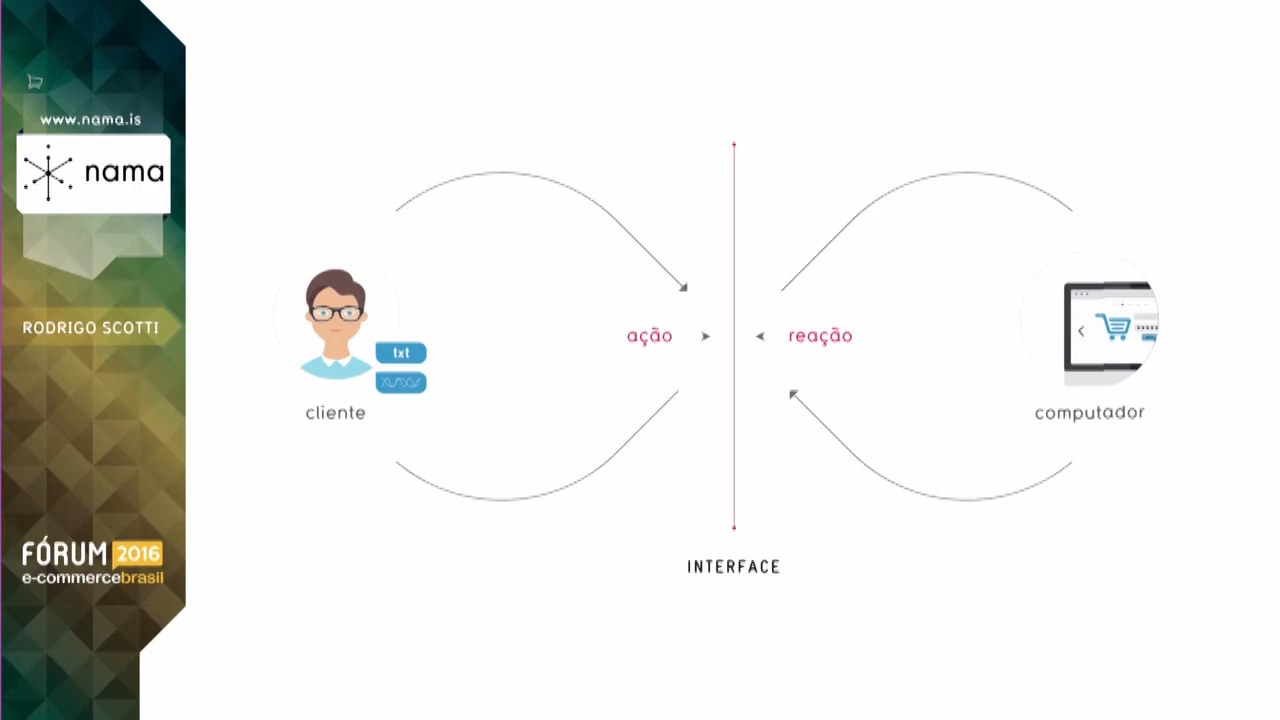 www.nama.is
nama
RODRIGO SCOTTI
FÓRUM 2016
e-commercebrasil
txt
cliente
ação
reação
computador
INTERFACE